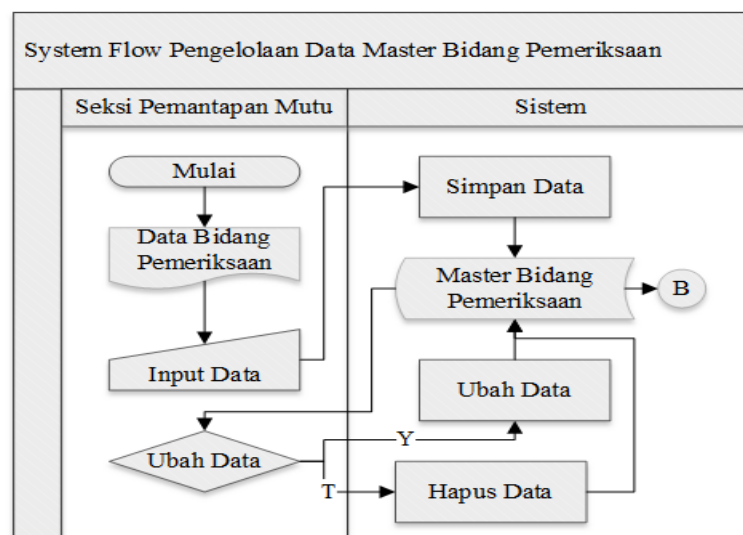 System Flow Pengelolaan Data Master Bidang Pemeriksaan
Seksi Pemantapan Mutu
Sistem
Mulai
Simpan Data
Data Bidang
Pemeriksaan
Master Bidang
Pemeriksaan
B
Input Data
Ubah Data
Ubah Data
Y
T
Hapus Data